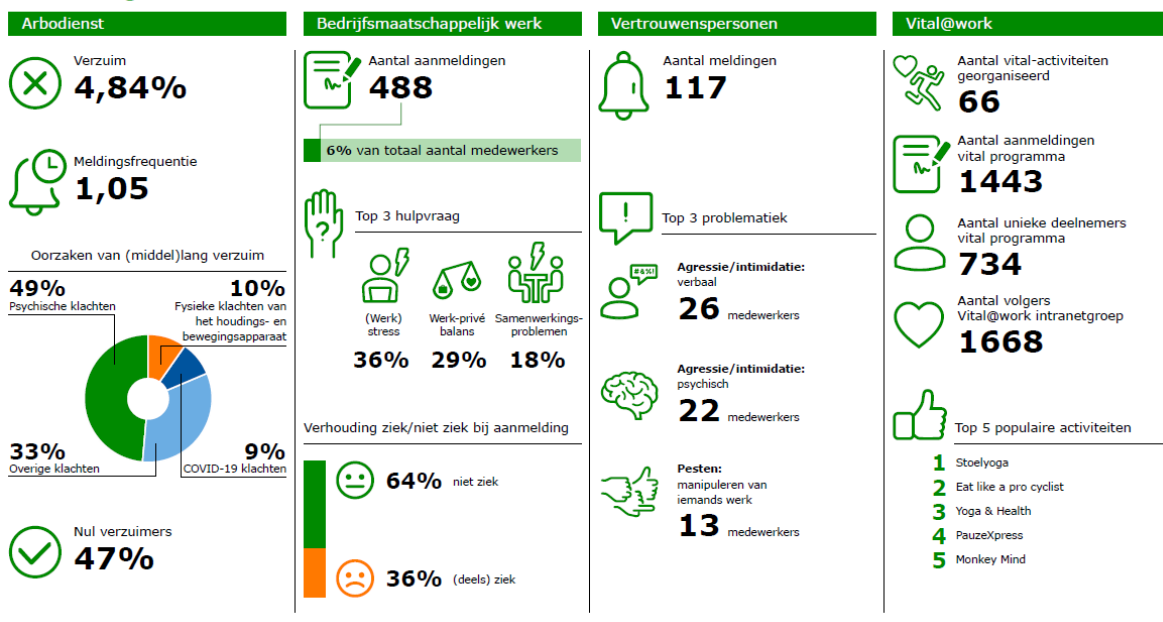 Arbodienst
Verzuim
4,84%
Meldingsfrequentie
1,05
Oorzaken van (middel)lang verzuim
49%
Psychische klachten
10%
Fysieke klachten van
het houdings- en
bewegingsapparaat
33%
Overige klachten
9%
COVID-19 klachten
Nul verzuimers
47%
Bedrijfsmaatschappelijk werk
Aantal aanmeldingen
488
6% van totaal aantal medewerkers
?
Top 3 hulpvraag
(Werk)
stress
36%
Werk-privé
balans
29%
Samenwerkings-
problemen
18%
Verhouding ziek/niet ziek bij aanmelding
64% niet ziek
36% (deels) ziek
Vertrouwenspersonen
Aantal meldingen
117
!
Top 3 problematiek
#&%!
Agressie/intimidatie:
verbaal
26 medewerkers
Agressie/intimidatie:
psychisch
22 medewerkers
Pesten:
manipuleren van
iemands werk
13 medewerkers
Vital@work
Aantal vital-activiteiten
georganiseerd
66
Aantal aanmeldingen
vital programma
1443
Aantal unieke deelnemers
vital programma
734
Aantal volgers
Vital@work intranetgroep
1668
Top 5 populaire activiteiten
1 Stoelyoga
2 Eat like a pro cyclist
3 Yoga & Health
4 PauzeXpress
5 Monkey Mind